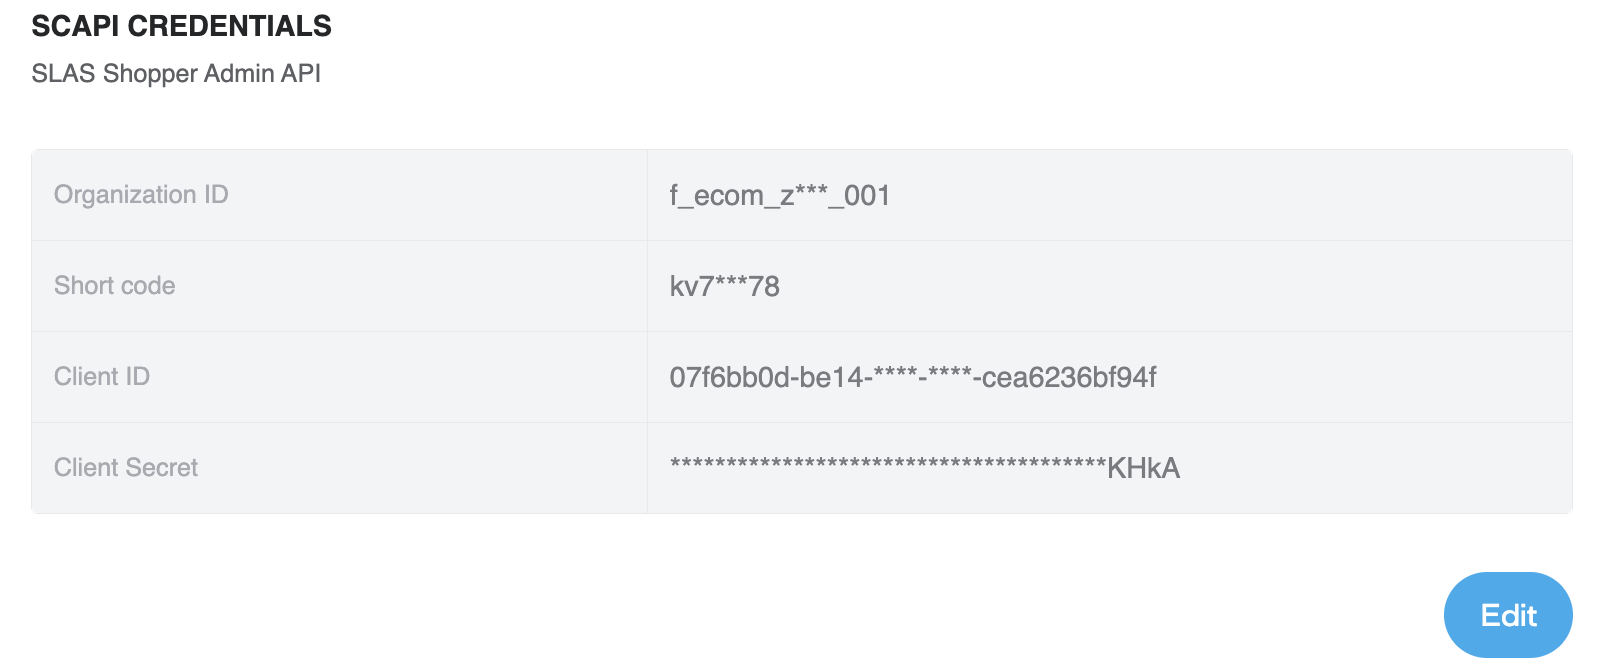 SCAPI CREDENTIALS
SLAS Shopper Admin API
Organization ID f_ecom_z***_001
Short code kv7***78
Client ID 07f6bb0d-be14-****-****-cea6236bf94f
Client Secret ***************************************KHkA
Edit